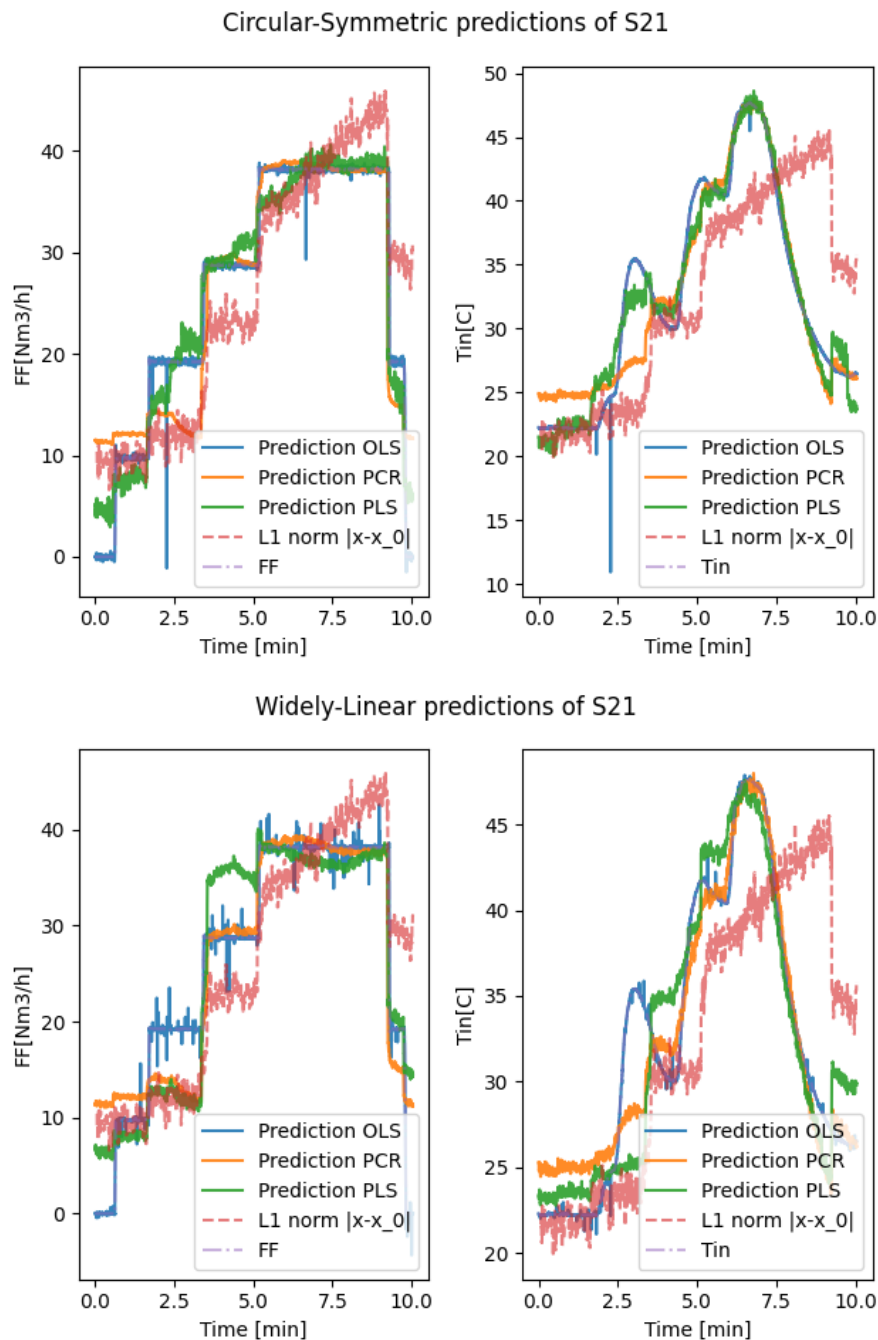 Circular-Symmetric predictions of S21
FF[Nm3/h]
40
30
20
10
0
Prediction OLS
Prediction PCR
Prediction PLS
L1 norm |x-x_0|
FF
0.0 2.5 5.0 7.5 10.0
Time [min]
Tin[C]
50
45
40
35
30
25
20
15
10
Prediction OLS
Prediction PCR
Prediction PLS
L1 norm |x-x_0|
Tin
0.0 2.5 5.0 7.5 10.0
Time [min]
Widely-Linear predictions of S21
FF[Nm3/h]
40
30
20
10
0
Prediction OLS
Prediction PCR
Prediction PLS
L1 norm |x-x_0|
FF
0.0 2.5 5.0 7.5 10.0
Time [min]
Tin[C]
45
40
35
30
25
20
Prediction OLS
Prediction PCR
Prediction PLS
L1 norm |x-x_0|
Tin
0.0 2.5 5.0 7.5 10.0
Time [min]